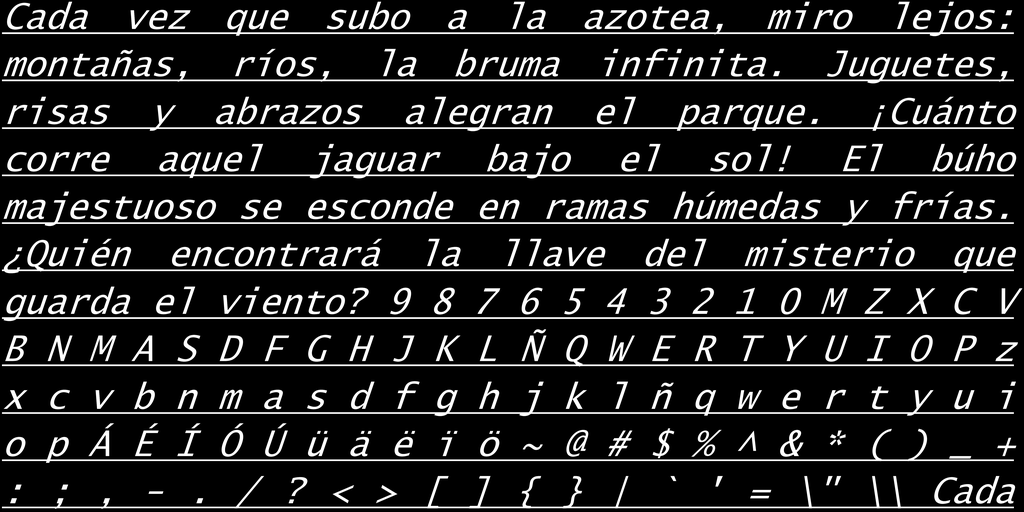 Cada vez que subo a la azotea, miro lejos:
montañas, ríos, la bruma infinita. Juguetes,
risas y abrazos alegran el parque. ¡Cuánto
corre aquel jaguar bajo el sol! El búho
majestuoso se esconde en ramas húmedas y frías.
¿Quién encontrará la llave del misterio que
guarda el viento? 9 8 7 6 5 4 3 2 1 0 M Z X C V
B N M A S D F G H J K L Ñ Q W E R T Y U I O P z
x c v b n m a s d f g h j k l ñ q w e r t y u i
o p Á É Í Ó Ú ü ä ë ï ö ~ @ # $ % ^ & * ( ) _ +
: ; , - . / ? < > [ ] { } | ` ' = \" \\ Cada